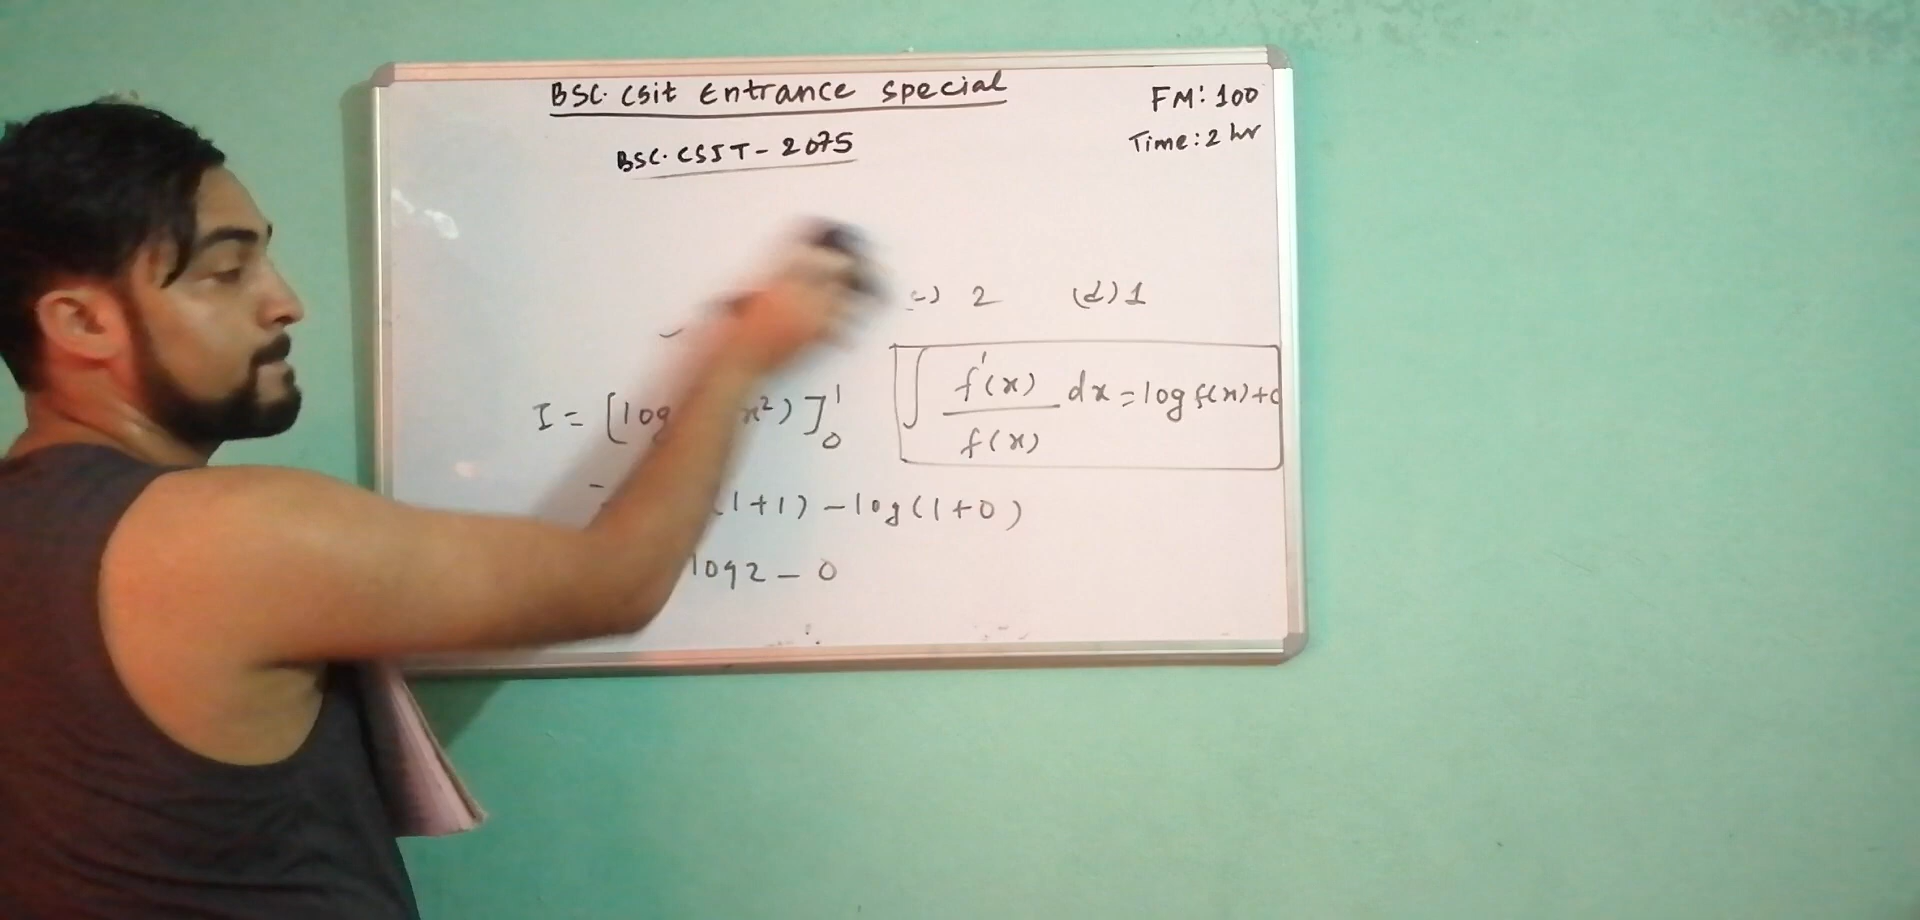 BSC. CSit Entrance Special
FM: 100
BSC. CSIT - 2075
Time: 2 hr
c) 2 (d) 1
∫ f'(x) / f(x) dx = log f(x) + c
I = [log x²)]₀¹
(1+1) - log(1+0)
log2 - 0